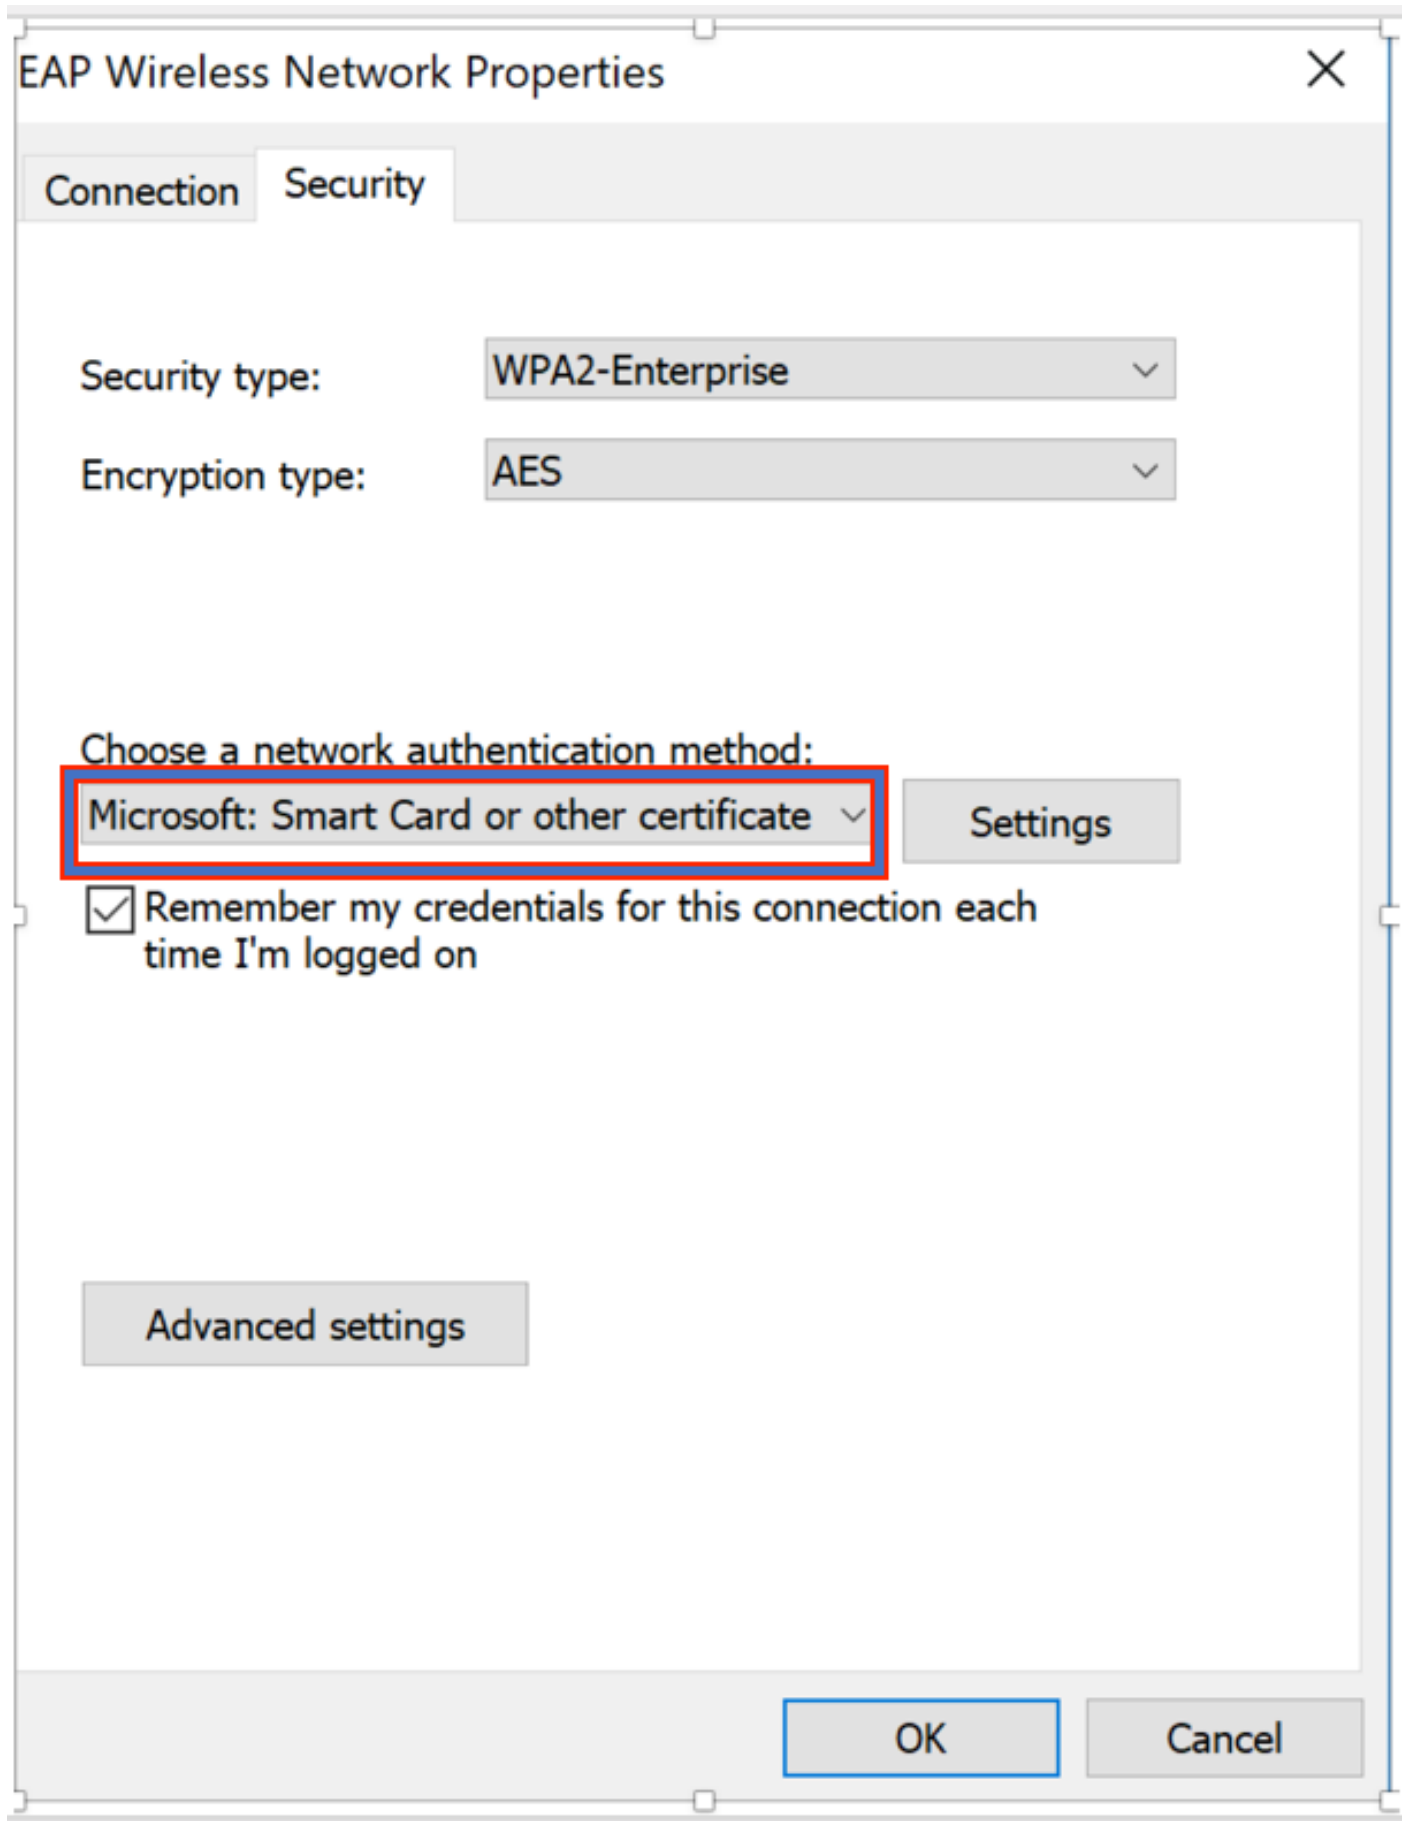 EAP Wireless Network Properties
Connection
Security
Security type:
WPA2-Enterprise
Encryption type:
AES
Choose a network authentication method:
Microsoft: Smart Card or other certificate
Settings
Remember my credentials for this connection each
time I'm logged on
Advanced settings
OK
Cancel